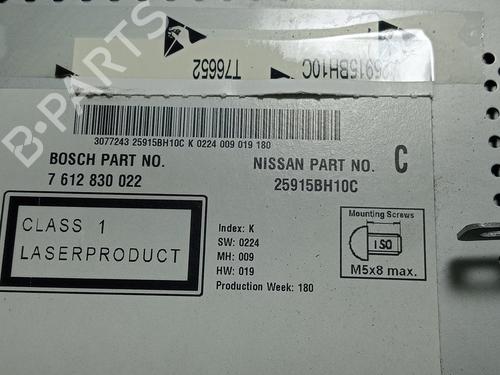 T76652
25915BH10C
3077243 25915BH10C K 0224 009 019 180
BOSCH PART NO.
7 612 830 022
NISSAN PART NO.
25915BH10C
C
CLASS 1
LASERPRODUCT
Index: K
SW: 0224
MH: 009
HW: 019
Production Week: 180
Mounting Screws
ISO
M5x8 max.
B-PARTS